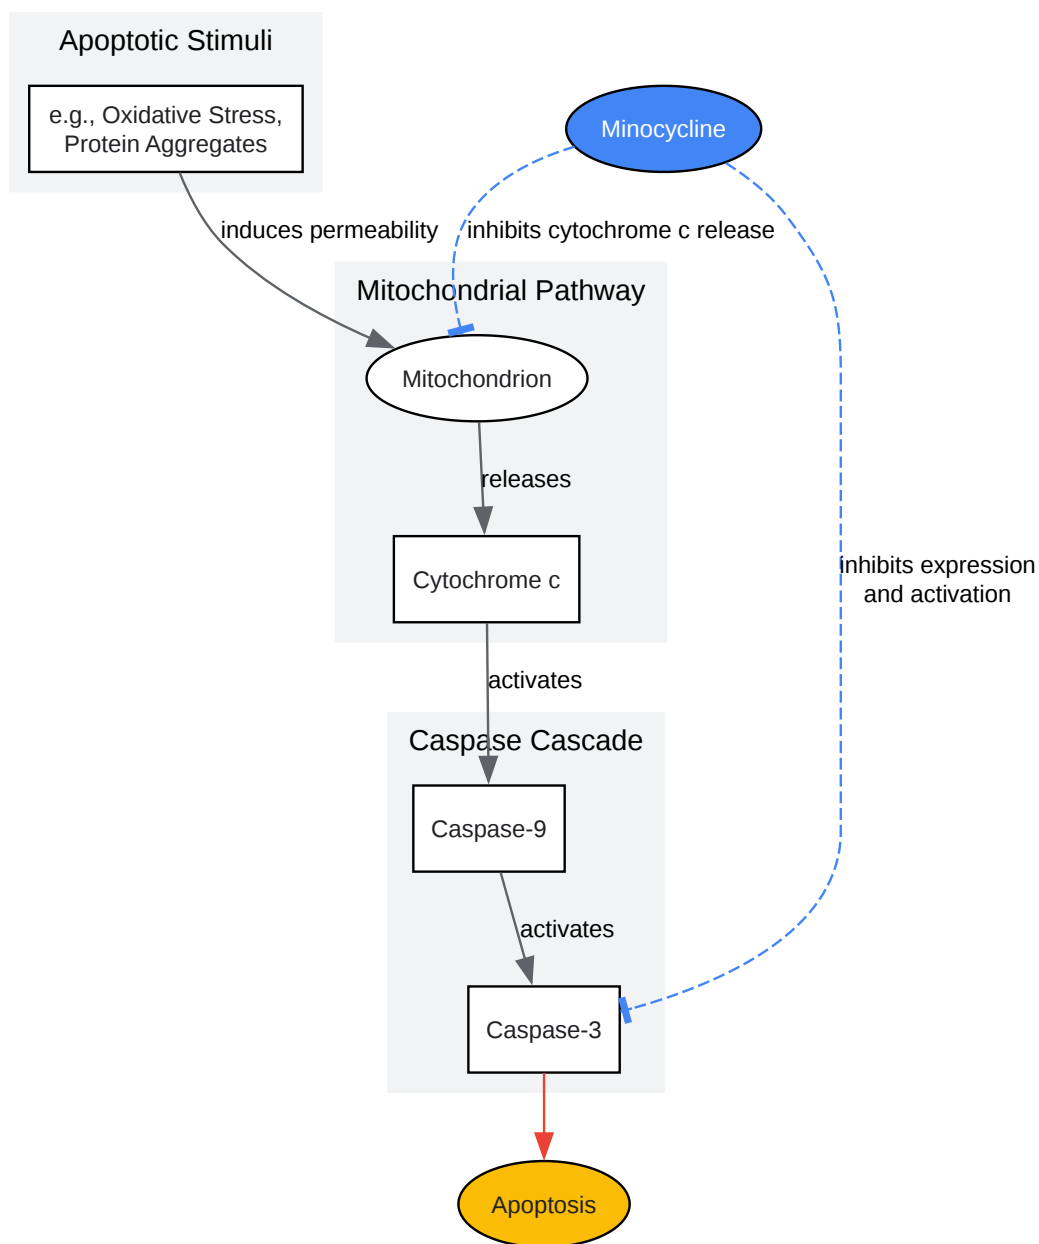 Apoptotic Stimuli
e.g., Oxidative Stress,
Protein Aggregates
Minocycline
induces permeability
inhibits cytochrome c release
Mitochondrial Pathway
Mitochondrion
releases
Cytochrome c
inhibits expression
and activation
activates
Caspase Cascade
Caspase-9
activates
Caspase-3
Apoptosis